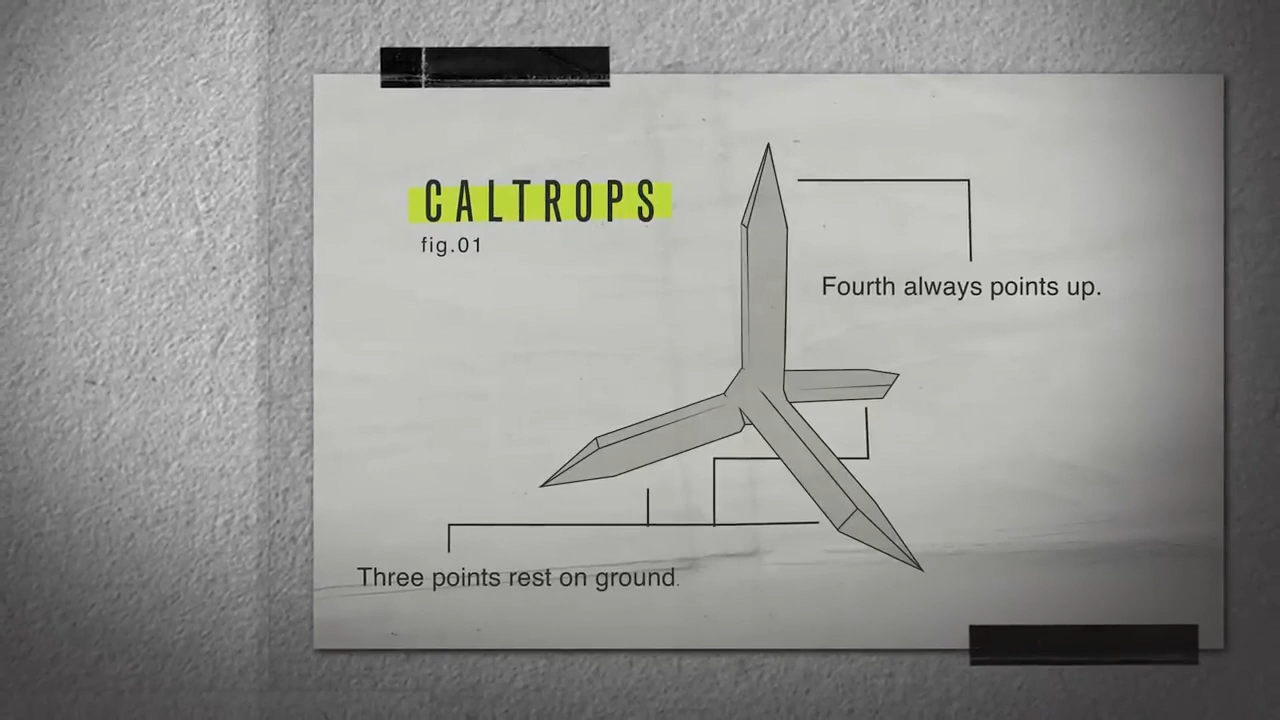 CALTROPS
fig.01
Fourth always points up.
Three points rest on ground.